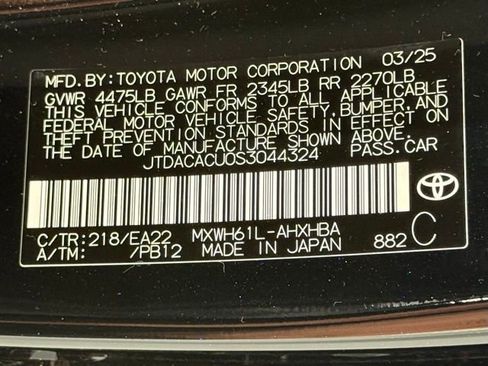 MFD. BY: TOYOTA MOTOR CORPORATION 03/25
GVWR 4475LB GAWR FR 2345LB RR 2270LB
THIS VEHICLE CONFORMS TO ALL APPLICABLE
FEDERAL MOTOR VEHICLE SAFETY, BUMPER, AND
THEFT PREVENTION STANDARDS IN EFFECT ON
THE DATE OF MANUFACTURE SHOWN ABOVE.
JTDACACU0S3044324 PASS. CAR
C/TR: 218/EA22 MXWH61L-AHXHBA
A/TM: /PB12 MADE IN JAPAN 882 C